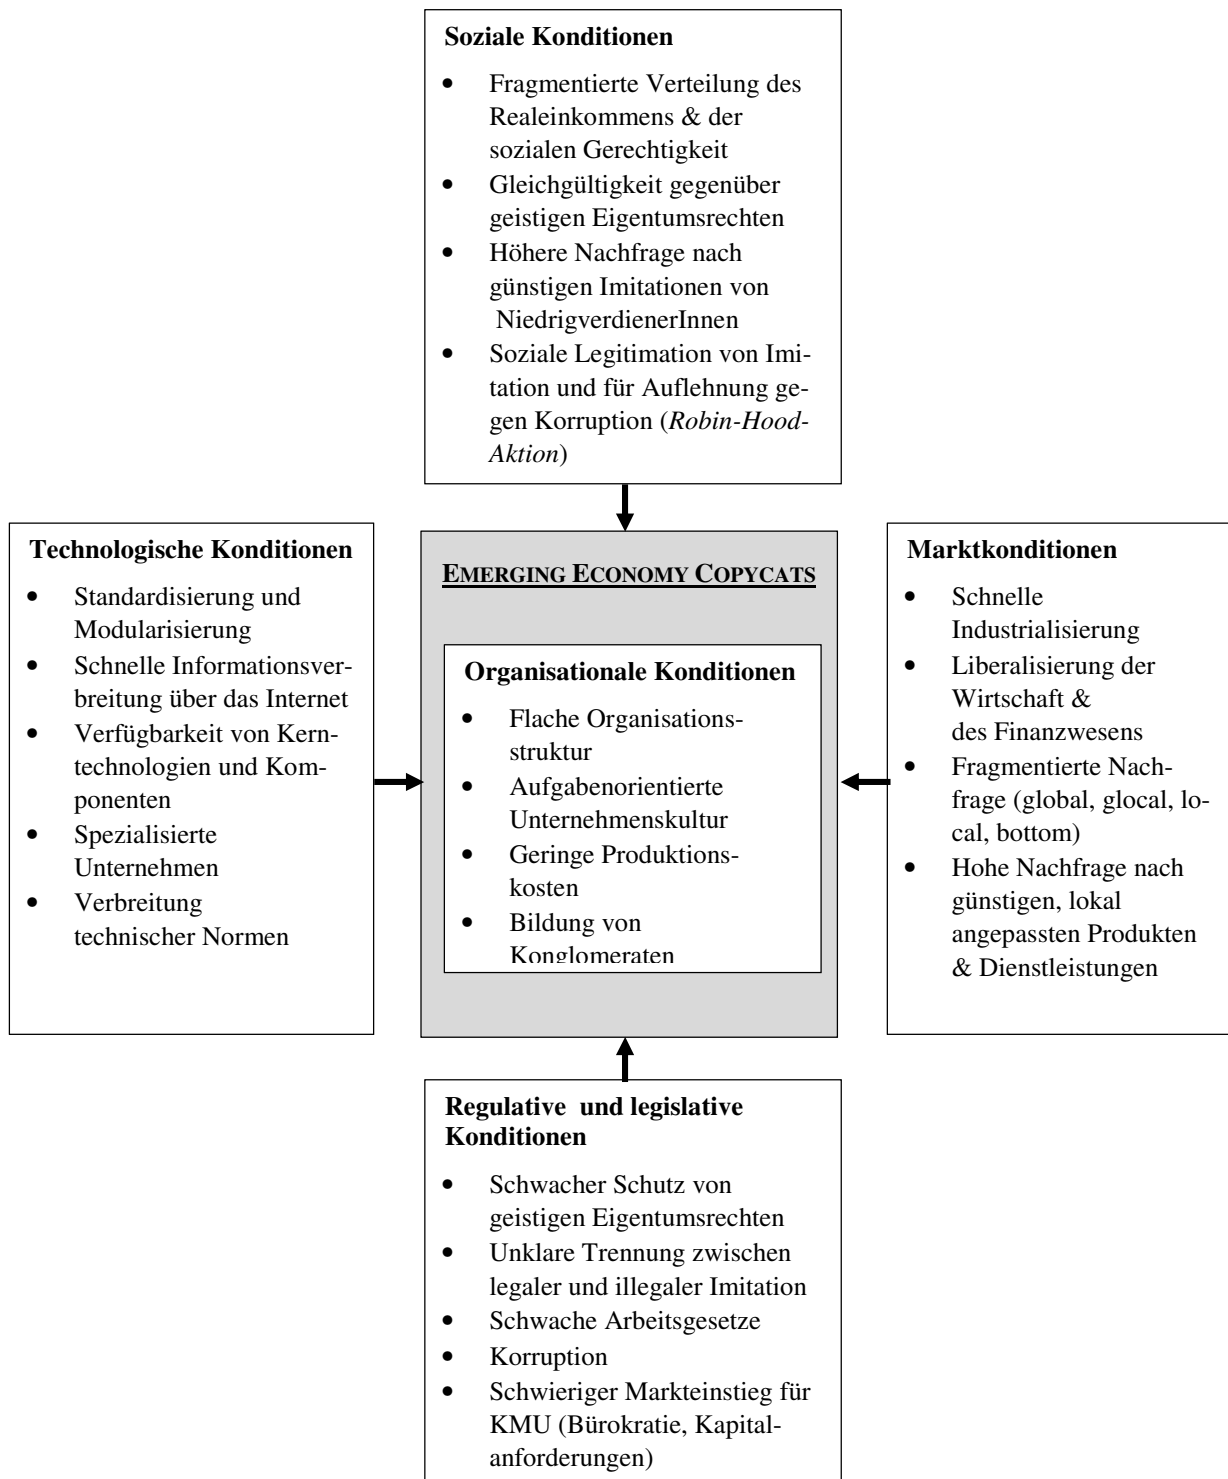 Soziale Konditionen
• Fragmentierte Verteilung des
Realeinkommens & der
sozialen Gerechtigkeit
• Gleichgültigkeit gegenüber
geistigen Eigentumsrechten
• Höhere Nachfrage nach
günstigen Imitationen von
NiedrigverdienerInnen
• Soziale Legitimation von Imi-
tation und für Auflehnung ge-
gen Korruption (Robin-Hood-
Aktion)
Technologische Konditionen
• Standardisierung und
Modularisierung
• Schnelle Informationsver-
breitung über das Internet
• Verfügbarkeit von Kern-
technologien und Kom-
ponenten
• Spezialisierte
Unternehmen
• Verbreitung
technischer Normen
EMERGING ECONOMY COPYCATS
Organisationale Konditionen
• Flache Organisations-
struktur
• Aufgabenorientierte
Unternehmenskultur
• Geringe Produktions-
kosten
• Bildung von
Konglomeraten
Marktkonditionen
• Schnelle
Industrialisierung
• Liberalisierung der
Wirtschaft &
des Finanzwesens
• Fragmentierte Nach-
frage (global, glocal, lo-
cal, bottom)
• Hohe Nachfrage nach
günstigen, lokal
angepassten Produkten
& Dienstleistungen
Regulative und legislative
Konditionen
• Schwacher Schutz von
geistigen Eigentumsrechten
• Unklare Trennung zwischen
legaler und illegaler Imitation
• Schwache Arbeitsgesetze
• Korruption
• Schwieriger Markteinstieg für
KMU (Bürokratie, Kapital-
anforderungen)